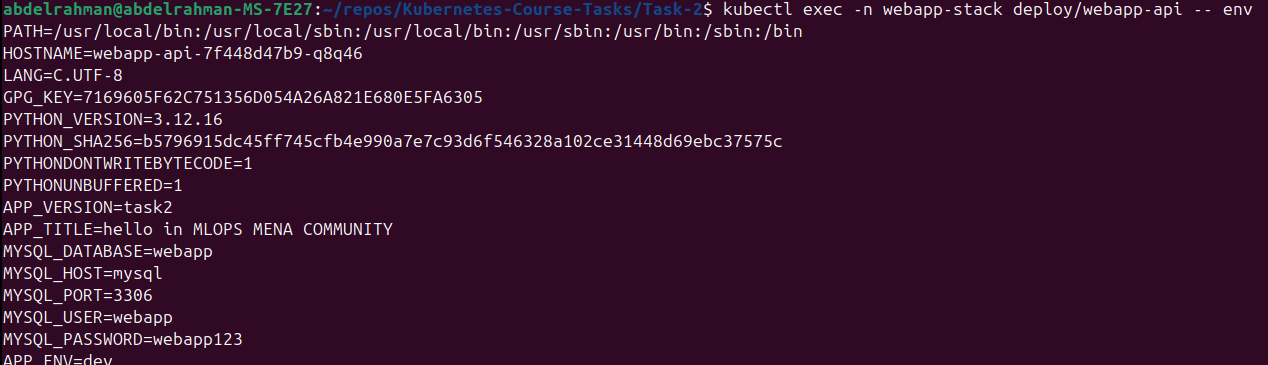 abdelrahman@abdelrahman-MS-7E27:~/repos/Kubernetes-Course-Tasks/Task-2$ kubectl exec -n webapp-stack deploy/webapp-api -- env
PATH=/usr/local/bin:/usr/local/sbin:/usr/local/bin:/usr/sbin:/usr/bin:/sbin:/bin
HOSTNAME=webapp-api-7f448d47b9-q8q46
LANG=C.UTF-8
GPG_KEY=7169605F62C751356D054A26A821E680E5FA6305
PYTHON_VERSION=3.12.16
PYTHON_SHA256=b5796915dc45ff745cfb4e990a7e7c93d6f546328a102ce31448d69ebc37575c
PYTHONDONTWRITEBYTECODE=1
PYTHONUNBUFFERED=1
APP_VERSION=task2
APP_TITLE=hello in MLOPS MENA COMMUNITY
MYSQL_DATABASE=webapp
MYSQL_HOST=mysql
MYSQL_PORT=3306
MYSQL_USER=webapp
MYSQL_PASSWORD=webapp123
APP_ENV=dev